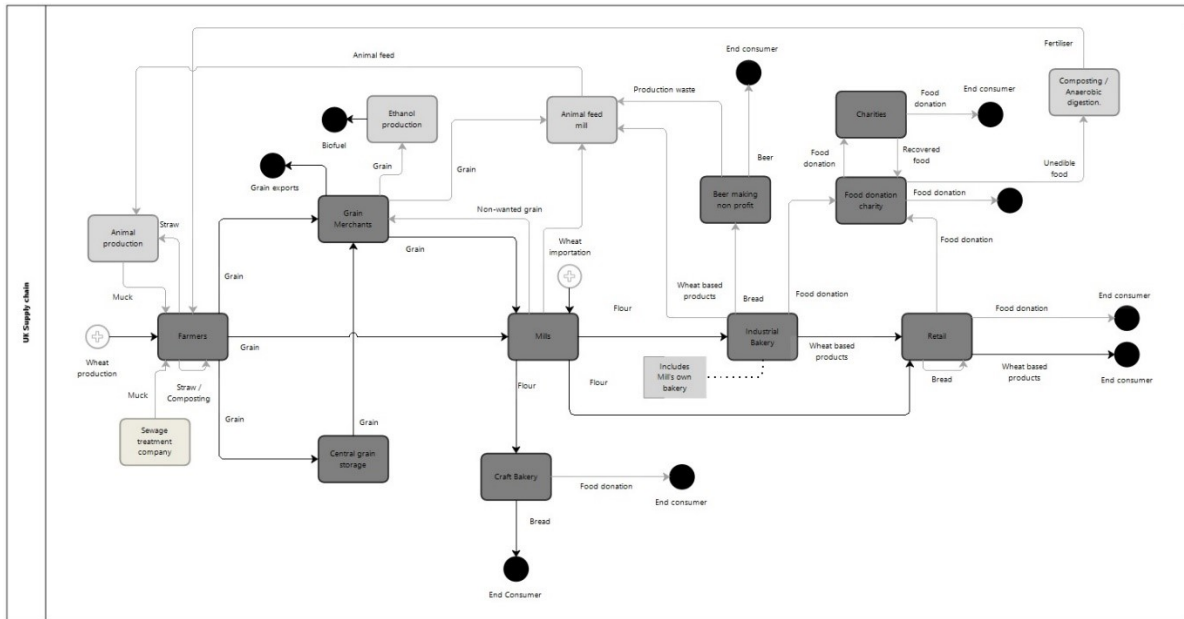 UK Supply chain
Animal feed
Fertiliser
End consumer
Composting /
Anaerobic
digestion.
Production waste
Food
donation
End consumer
Ethanol
production
Animal feed
mill
Charities
Biofuel
Food
donation
Recovered
food
Unedible
food
Grain exports
Grain
Grain
Beer
Beer making
non profit
Food donation
charity
Food donation
Grain
Merchants
Non-wanted grain
Animal
production
Straw
Wheat
importation
Food donation
Grain
Grain
Muck
Wheat based
products
Bread
Food donation
End consumer
Flour
Food donation
Farmers
Mills
Industrial
Bakery
Retail
Wheat
production
Grain
Wheat based
products
Wheat based
products
End consumer
Straw /
Composting
Includes
Mill's own
bakery
Bread
Muck
Flour
Flour
Grain
Grain
Sewage
treatment
company
Central grain
storage
Craft Bakery
Food donation
End consumer
Bread
End Consumer